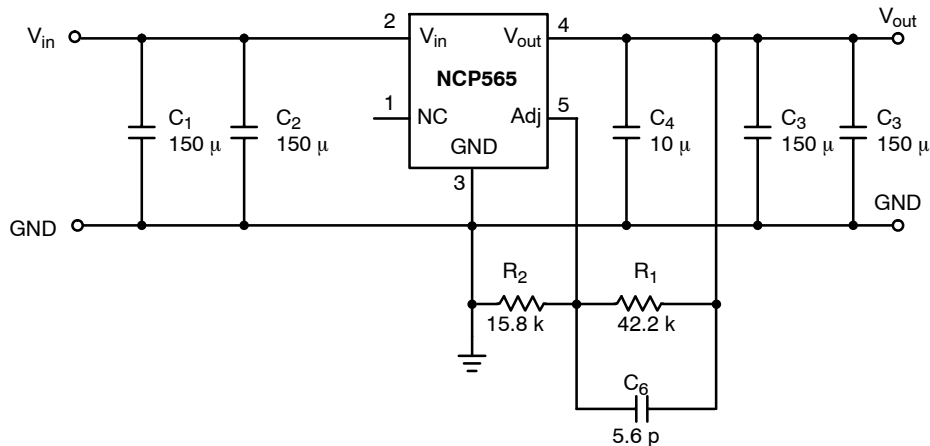 V_in
2
V_in
V_out
4
V_out
NCP565
1
NC
Adj
5
GND
3
C_1
150 μ
C_2
150 μ
C_4
10 μ
C_3
150 μ
C_3
150 μ
GND
GND
R_2
15.8 k
R_1
42.2 k
C_6
5.6 p